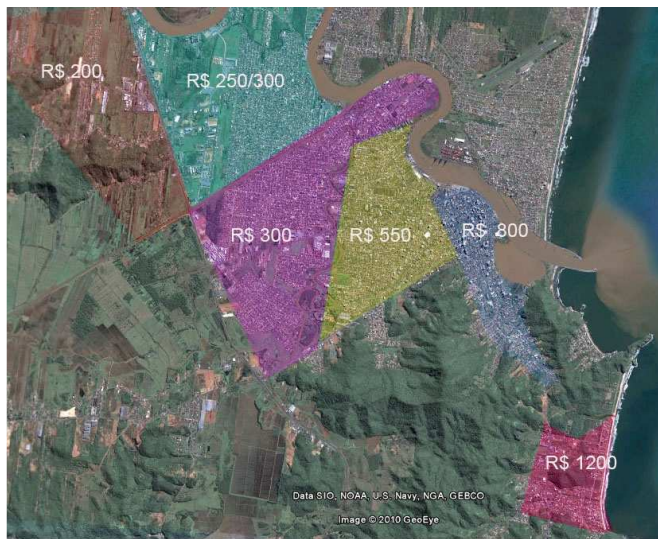 R$ 200
R$ 250/300
R$ 300
R$ 550
R$ 800
R$ 1200
Data SIO, NOAA, U.S. Navy, NGA, GEBCO
Image © 2010 GeoEye